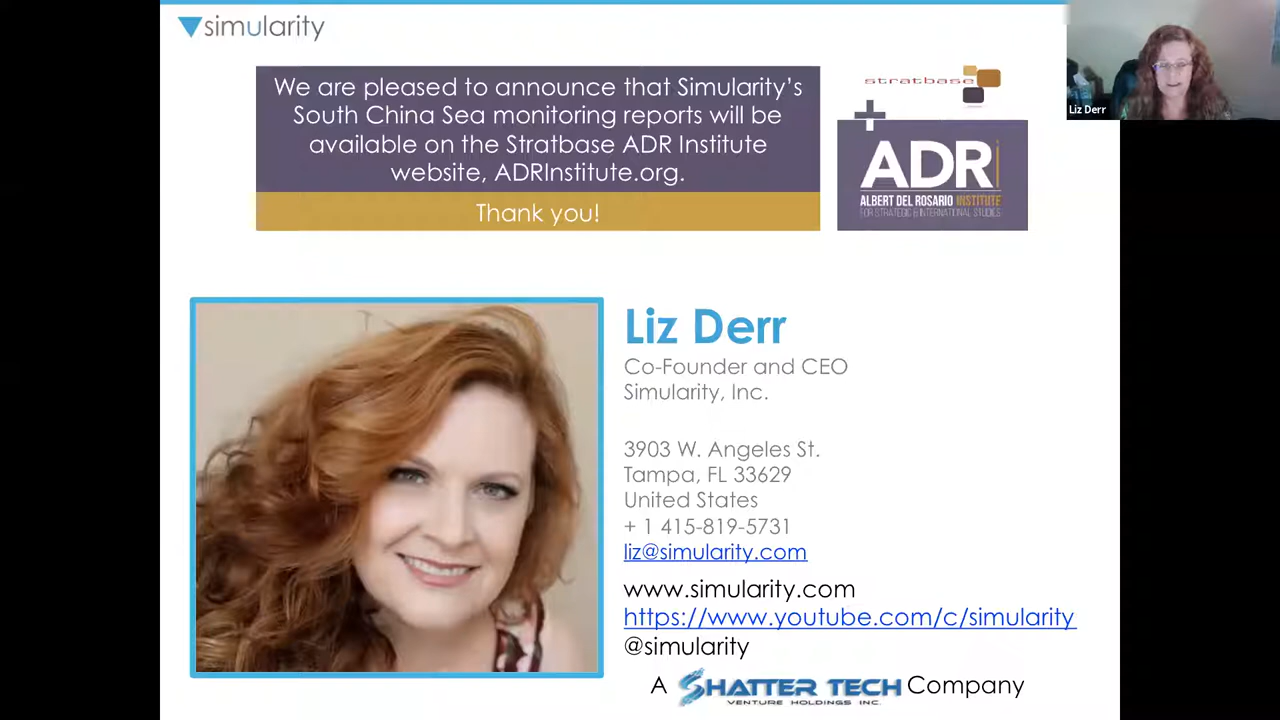 simularity
We are pleased to announce that Simularity's
South China Sea monitoring reports will be
available on the Stratbase ADR Institute
website, ADRInstitute.org.
Thank you!
stratbase
ADR
ALBERT DEL ROSARIO INSTITUTE
FOR STRATEGIC & INTERNATIONAL STUDIES
Liz Derr
Liz Derr
Co-Founder and CEO
Simularity, Inc.
3903 W. Angeles St.
Tampa, FL 33629
United States
+ 1 415-819-5731
liz@simularity.com
www.simularity.com
https://www.youtube.com/c/simularity
@simularity
A SHATTER TECH Company
VENTURE HOLDINGS INC.